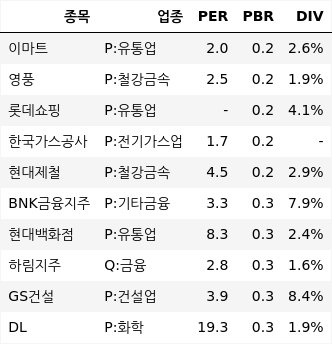 종목 업종 PER PBR DIV
이마트 P:유통업 2.0 0.2 2.6%
영풍 P:철강금속 2.5 0.2 1.9%
롯데쇼핑 P:유통업 - 0.2 4.1%
한국가스공사 P:전기가스업 1.7 0.2 -
현대제철 P:철강금속 4.5 0.2 2.9%
BNK금융지주 P:기타금융 3.3 0.3 7.9%
현대백화점 P:유통업 8.3 0.3 2.4%
하림지주 Q:금융 2.8 0.3 1.6%
GS건설 P:건설업 3.9 0.3 8.4%
DL P:화학 19.3 0.3 1.9%